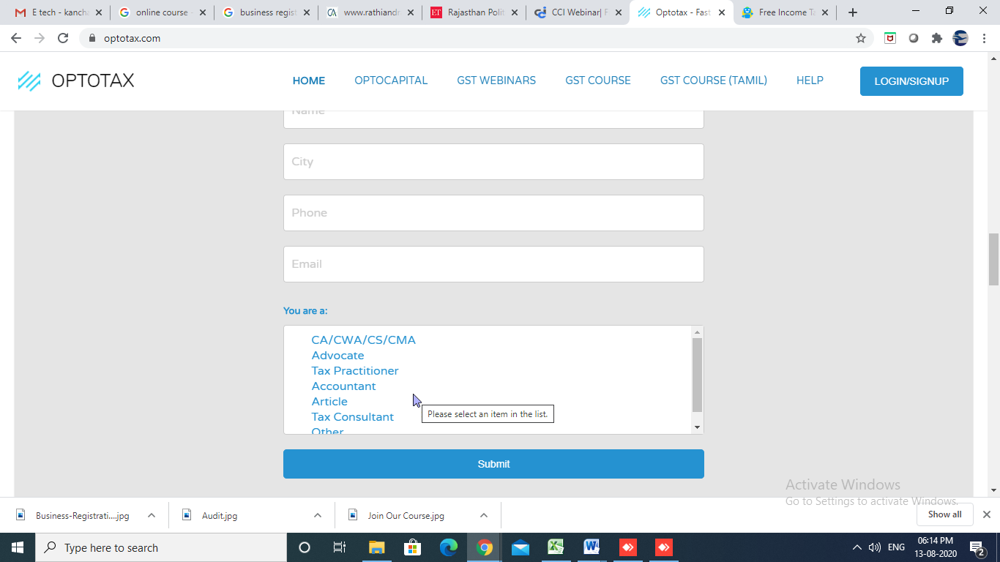 E tech - kancha
online course -
business regist
www.rathiandr
Rajasthan Polit
CCI Webinar| F
Optotax - Fast
Free Income Ta
optotax.com
OPTOTAX
HOME
OPTOCAPITAL
GST WEBINARS
GST COURSE
GST COURSE (TAMIL)
HELP
LOGIN/SIGNUP
Name
City
Phone
Email
You are a:
CA/CWA/CS/CMA
Advocate
Tax Practitioner
Accountant
Article
Tax Consultant
Other
Please select an item in the list.
Submit
Activate Windows
Go to Settings to activate Windows.
Business-Registrati....jpg
Audit.jpg
Join Our Course.jpg
Show all
Type here to search
ENG
06:14 PM
13-08-2020
2